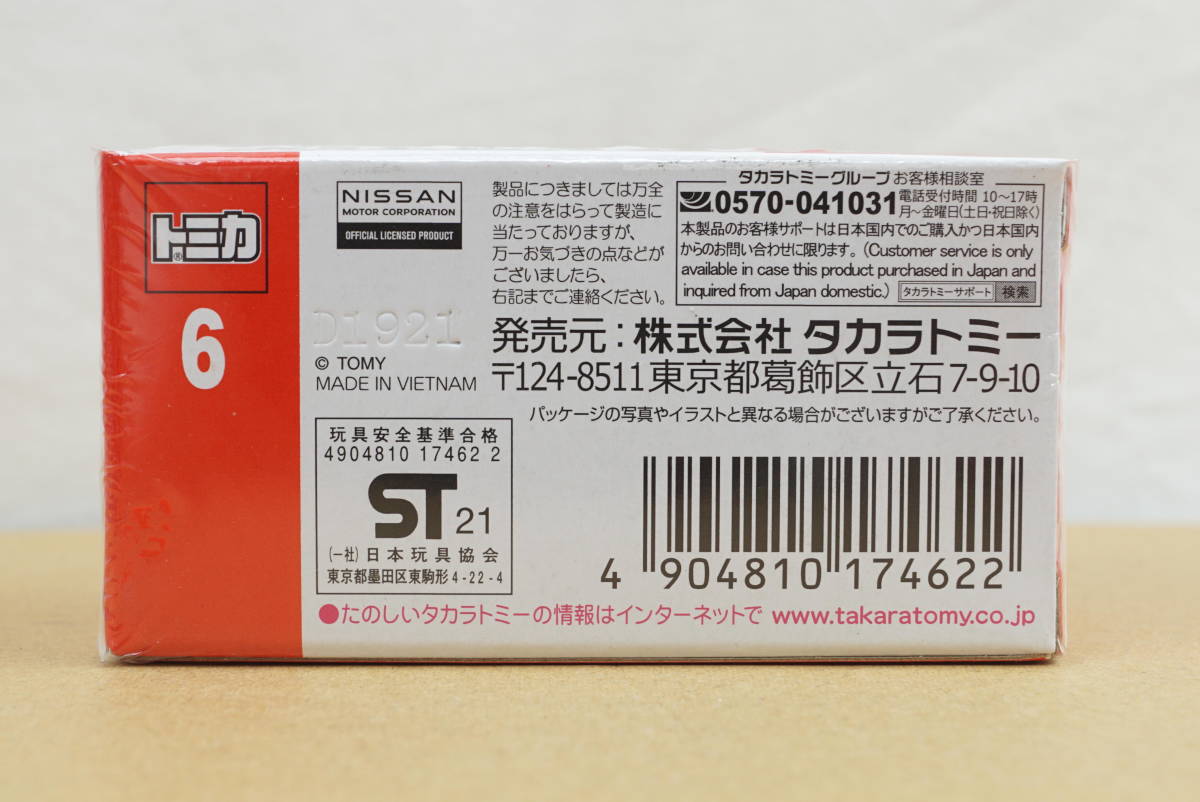 トミカ®
6
NISSAN
MOTOR CORPORATION
OFFICIAL LICENSED PRODUCT
D1921
© TOMY
MADE IN VIETNAM
製品につきましては万全
の注意をはらって製造に
当たっておりますが、
万一お気づきの点などが
ございましたら、
右記までご連絡ください。
タカラトミーグループ お客様相談室
0570-041031 電話受付時間 10〜17時
月〜金曜日(土日・祝日除く)
本製品のお客様サポートは日本国内でのご購入かつ日本国内
からのお問い合わせに限ります。(Customer service is only
available in case this product purchased in Japan and
inquired from Japan domestic.) タカラトミーサポート 検索
発売元：株式会社 タカラトミー
〒124-8511 東京都葛飾区立石7-9-10
パッケージの写真やイラストと異なる場合がございますがご了承ください。
玩具安全基準合格
4904810 17462 2
ST 21
(一社)日本玩具協会
東京都墨田区東駒形4-22-4
4 904810 174622
●たのしいタカラトミーの情報はインターネットで www.takaratomy.co.jp